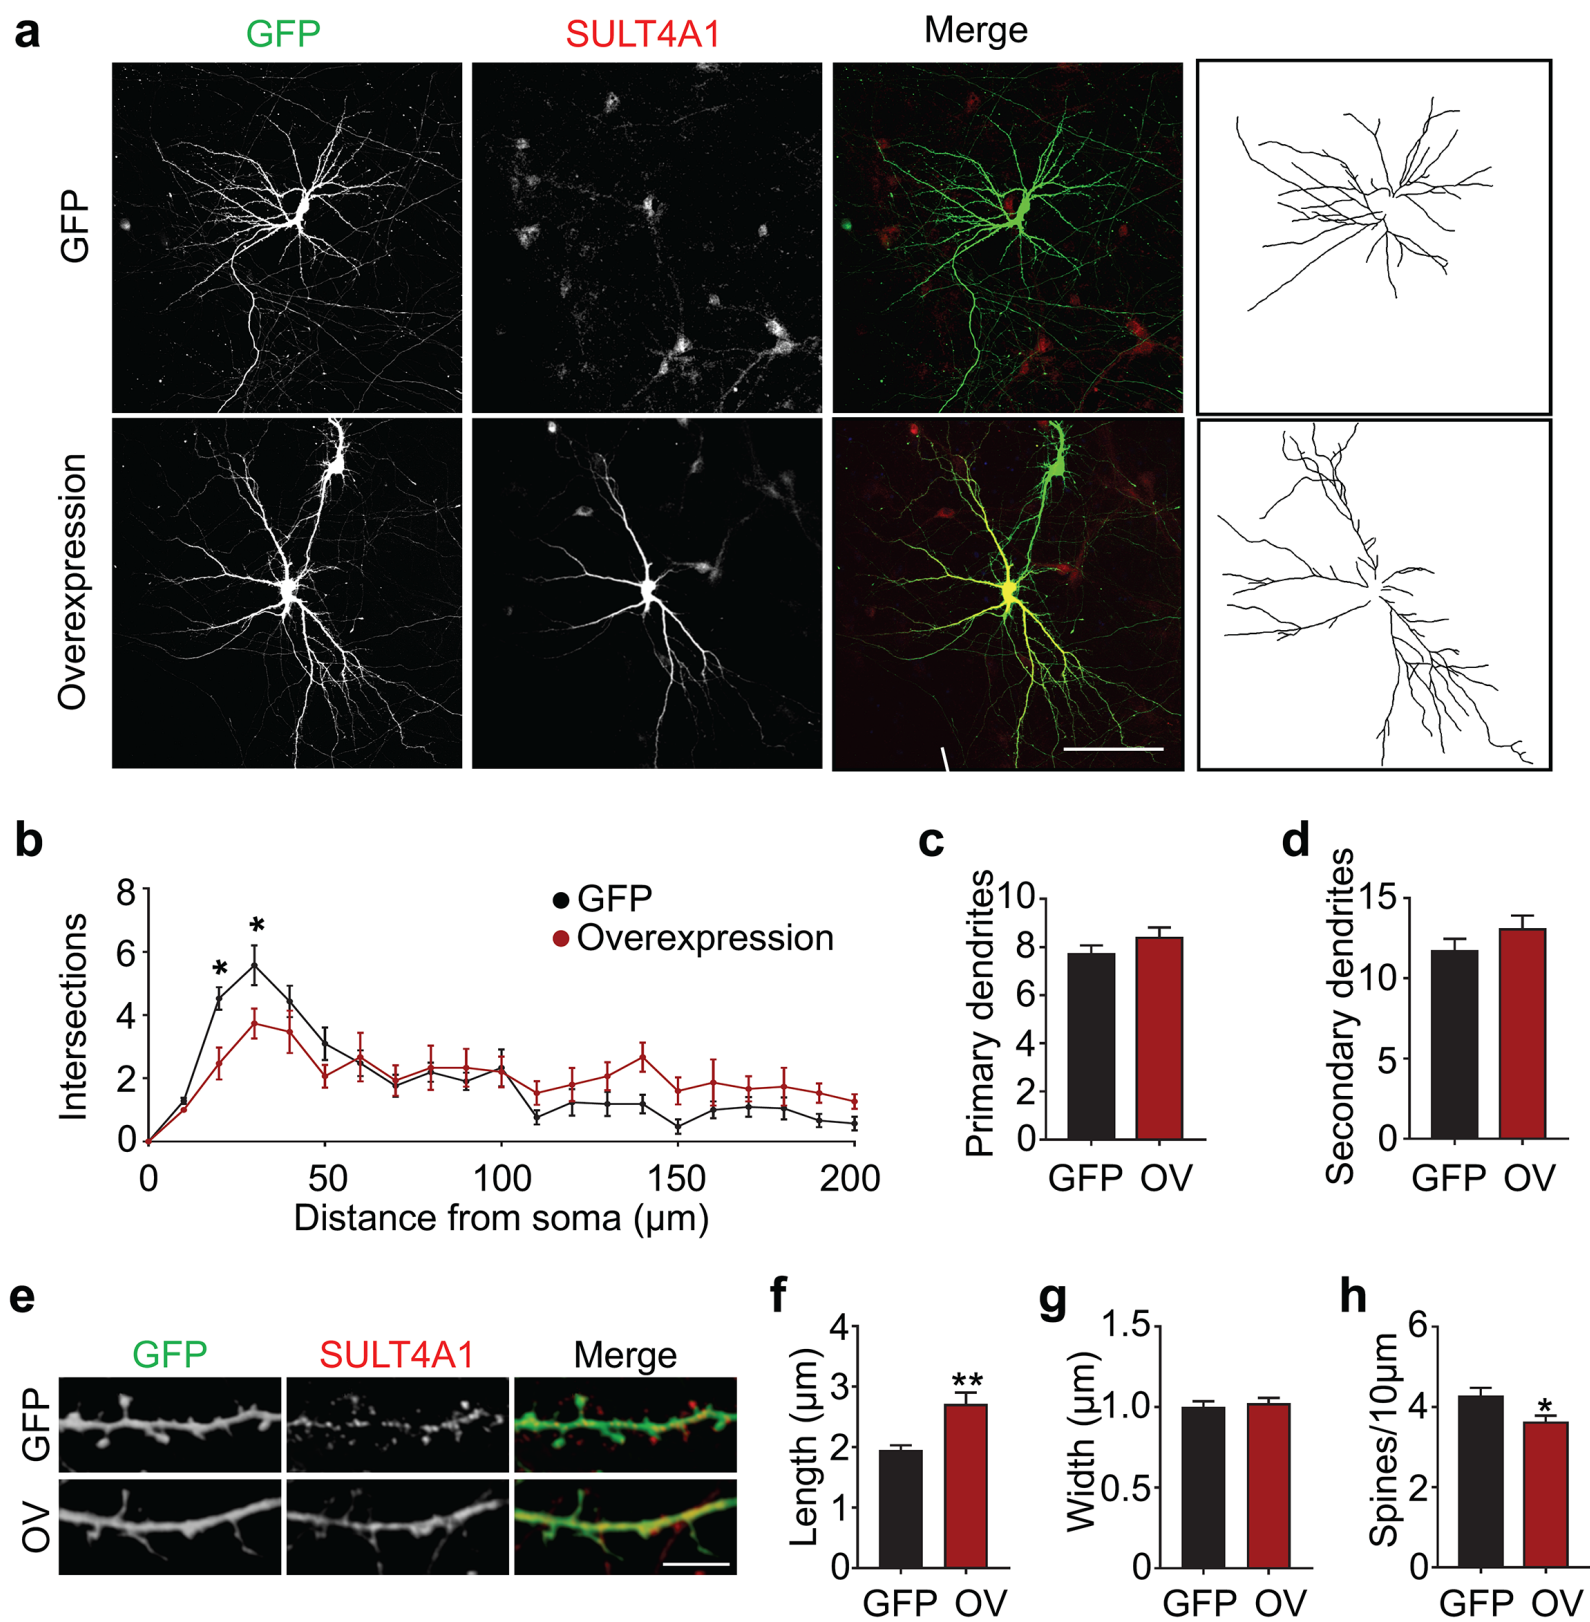 a
GFP SULT4A1 Merge
GFP
Overexpression
b
8
6
4
2
0
Intersections
* *
GFP
Overexpression
0 50 100 150 200
Distance from soma (µm)
c
10
8
6
4
2
0
Primary dendrites
GFP OV
d
15
10
5
0
Secondary dendrites
GFP OV
e
GFP SULT4A1 Merge
GFP
OV
f
4
3
2
1
0
Length (µm)
**
GFP OV
g
1.5
1.0
0.5
0
Width (µm)
GFP OV
h
6
4
2
0
Spines/10µm
*
GFP OV